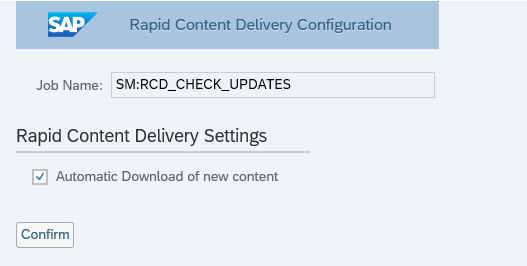 SAP Rapid Content Delivery Configuration
Job Name: SM:RCD_CHECK_UPDATES
Rapid Content Delivery Settings
Automatic Download of new content
Confirm